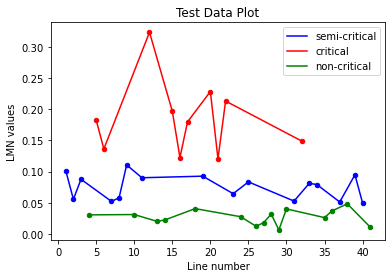 Test Data Plot
semi-critical
critical
non-critical
LMN values
0.30
0.25
0.20
0.15
0.10
0.05
0.00
0 5 10 15 20 25 30 35 40
Line number